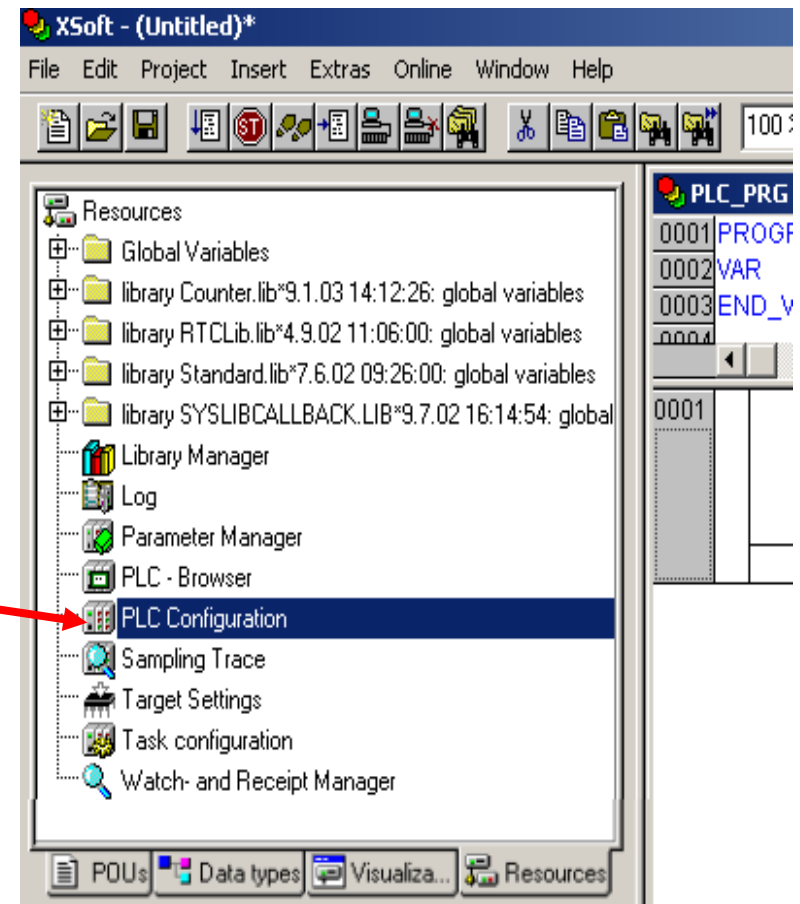 XSoft - (Untitled)*
File Edit Project Insert Extras Online Window Help
100
Resources
Global Variables
library Counter.lib*9.1.03 14:12:26: global variables
library RTCLib.lib*4.9.02 11:06:00: global variables
library Standard.lib*7.6.02 09:26:00: global variables
library SYSLIBCALLBACK.LIB*9.7.02 16:14:54: global
Library Manager
Log
Parameter Manager
PLC - Browser
PLC Configuration
Sampling Trace
Target Settings
Task configuration
Watch- and Receipt Manager
POUs Data types Visualiza... Resources
PLC_PRG
0001 PROGR
0002 VAR
0003 END_V
0004
0001